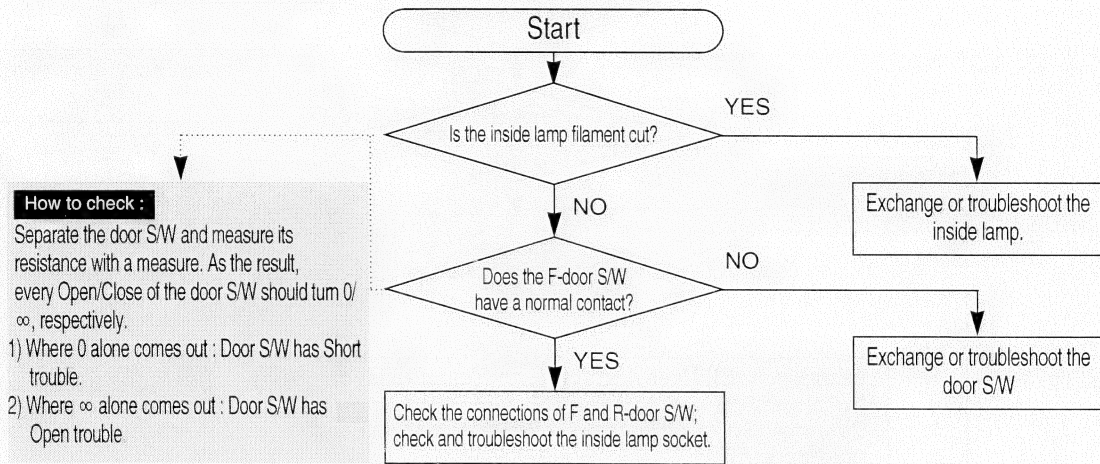 Start
Is the inside lamp filament cut?
YES
Exchange or troubleshoot the
inside lamp.
NO
Does the F-door S/W
have a normal contact?
NO
Exchange or troubleshoot the
door S/W
YES
Check the connections of F and R-door S/W;
check and troubleshoot the inside lamp socket.
How to check :
Separate the door S/W and measure its
resistance with a measure. As the result,
every Open/Close of the door S/W should turn 0/
∞, respectively.
1) Where 0 alone comes out : Door S/W has Short
trouble.
2) Where ∞ alone comes out : Door S/W has
Open trouble